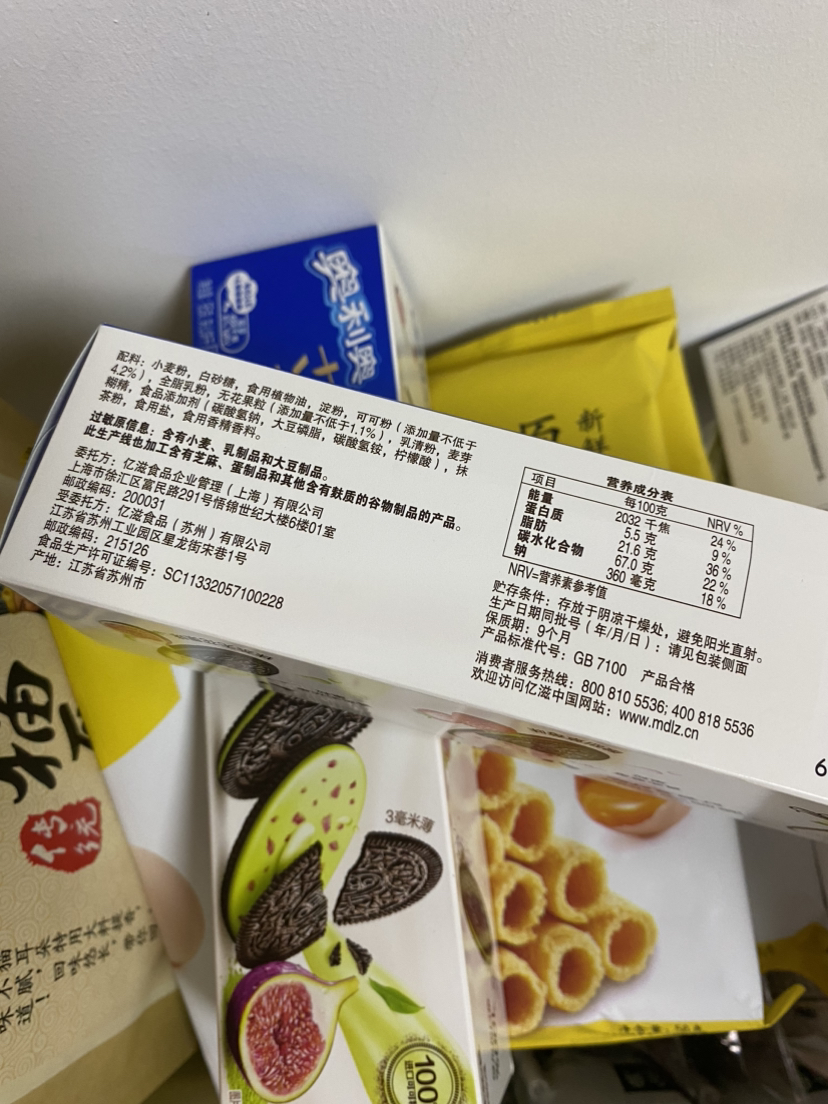 奥利奥
新鲜
配料：小麦粉，白砂糖，食用植物油，淀粉，可可粉（添加量不低于
4.2%），全脂乳粉，无花果粒（添加量不低于1.1%），乳清粉，麦芽
糊精，食品添加剂（碳酸氢钠，大豆磷脂，碳酸氢铵，柠檬酸），抹
茶粉，食用盐，食用香精香料。
过敏原信息：含有小麦、乳制品和大豆制品。
此生产线也加工含有芝麻、蛋制品和其他含有麸质的谷物制品的产品。
委托方：亿滋食品企业管理（上海）有限公司
上海市徐汇区富民路291号悟锦世纪大楼6楼01室
邮政编码：200031
受委托方：亿滋食品（苏州）有限公司
江苏省苏州工业园区星龙街宋巷1号
邮政编码：215126
食品生产许可证编号：SC11332057100228
产地：江苏省苏州市
营养成分表
项目 每100克 NRV %
能量 2032 千焦 24 %
蛋白质 5.5 克 9 %
脂肪 21.6 克 36 %
碳水化合物 67.0 克 22 %
钠 360 毫克 18 %
NRV=营养素参考值
贮存条件：存放于阴凉干燥处，避免阳光直射。
生产日期同批号（年/月/日）：请见包装侧面
保质期：9个月
产品标准代号：GB 7100 产品合格
消费者服务热线：800 810 5536; 400 818 5536
欢迎访问亿滋中国网站：www.mdlz.cn
6
3毫米薄
传统
100%